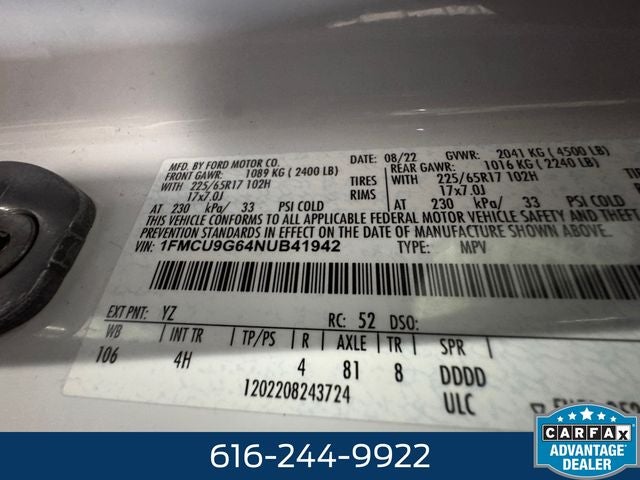 MFD. BY FORD MOTOR CO.
DATE: 08/22 GVWR: 2041 KG ( 4500 LB)
FRONT GAWR: 1089 KG ( 2400 LB) REAR GAWR: 1016 KG ( 2240 LB)
WITH 225/65R17 102H TIRES WITH 225/65R17 102H
17x7.0J RIMS 17x7.0J
AT 230 kPa/ 33 PSI COLD AT 230 kPa/ 33 PSI COLD
THIS VEHICLE CONFORMS TO ALL APPLICABLE FEDERAL MOTOR VEHICLE SAFETY AND THEFT
PREVENTION STANDARDS IN EFFECT ON THE DATE OF MANUFACTURE SHOWN ABOVE.
VIN: 1FMCU9G64NUB41942 TYPE: MPV
EXT PNT: YZ RC: 52 DSO:
WB INT TR TP/PS R AXLE TR SPR
106 4H 4 81 8 DDDD
1202208243724 ULC
616-244-9922
CARFAX
ADVANTAGE
DEALER